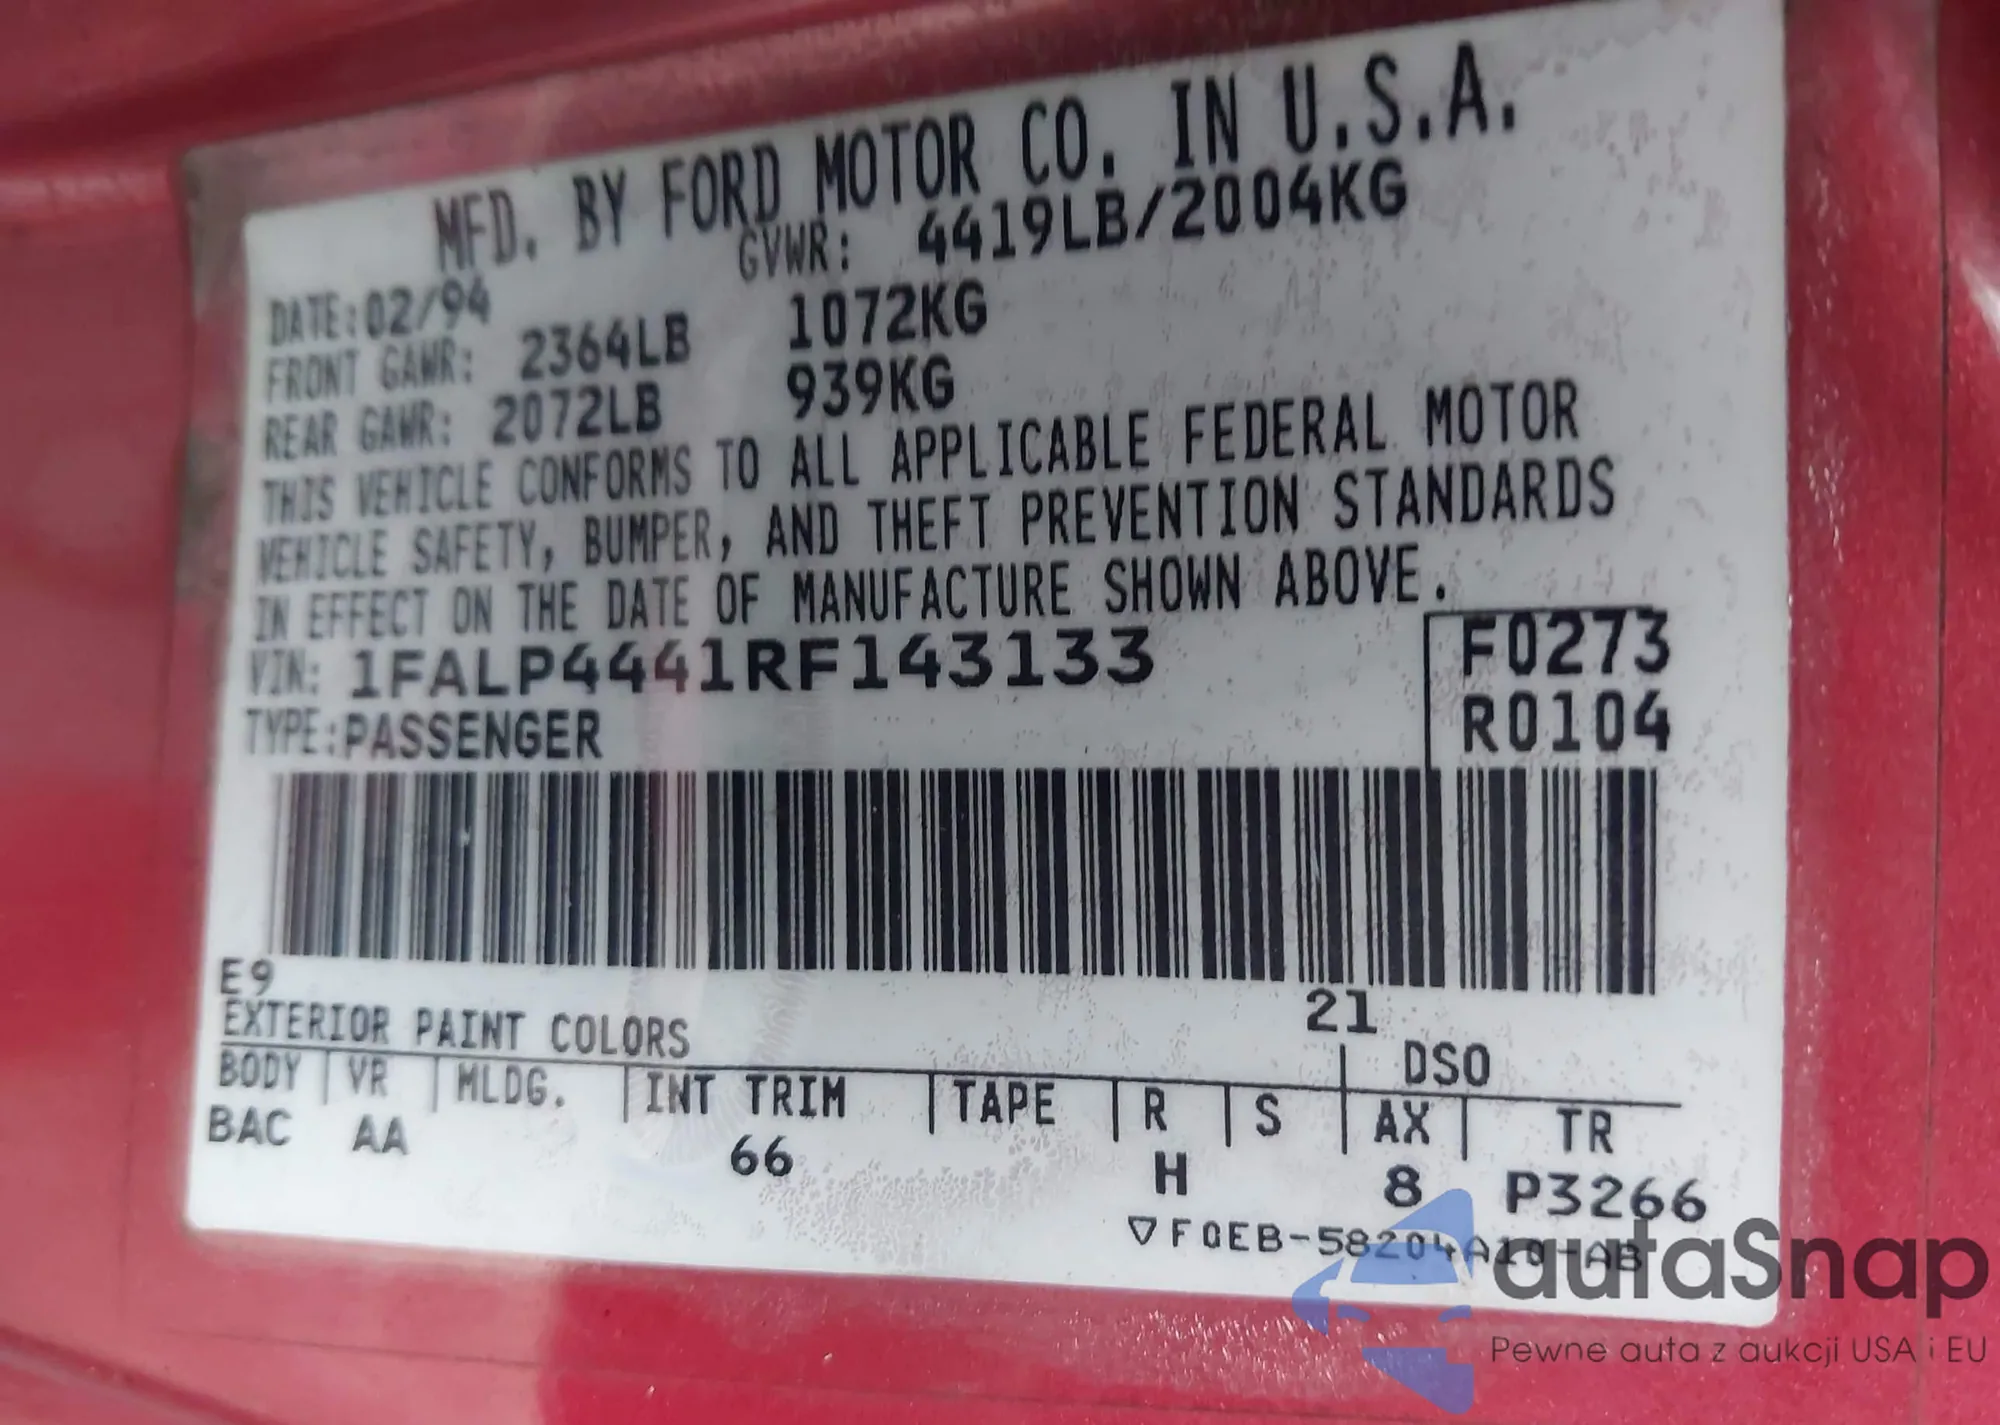 MFD. BY FORD MOTOR CO. IN U.S.A.
GVWR: 4419LB/2004KG
DATE:02/94
FRONT GAWR: 2364LB 1072KG
REAR GAWR: 2072LB 939KG
THIS VEHICLE CONFORMS TO ALL APPLICABLE FEDERAL MOTOR
VEHICLE SAFETY, BUMPER, AND THEFT PREVENTION STANDARDS
IN EFFECT ON THE DATE OF MANUFACTURE SHOWN ABOVE.
VIN: 1FALP4441RF143133
F0273
TYPE:PASSENGER
R0104
E9
21
EXTERIOR PAINT COLORS
DSO
BODY VR MLDG. INT TRIM TAPE R S AX TR
BAC AA 66 H 8 P3266
▽F0EB-58204A10-AB
autaSnap
Pewne auta z aukcji USA i EU